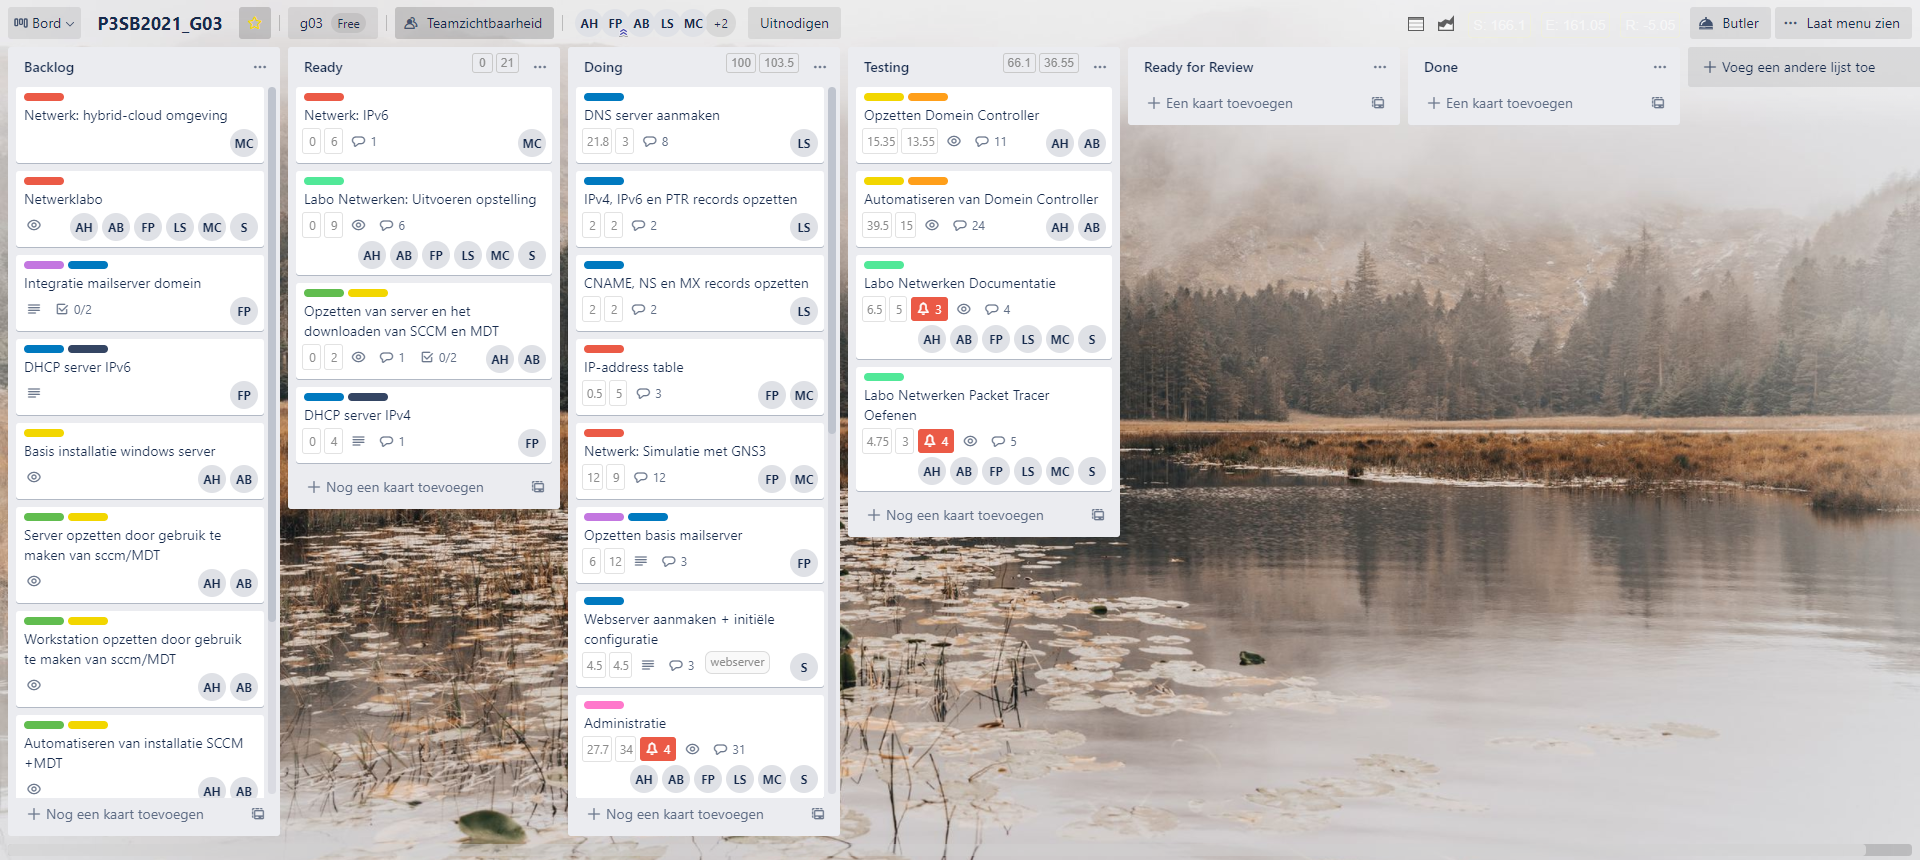 Bord
P3SB2021_G03
g03 Free
Teamzichtbaarheid
AH FP AB LS MC +2
Uitnodigen
S: 166.1 E: 161.05 R: -5.05
Butler
Laat menu zien
Backlog
Netwerk: hybrid-cloud omgeving
MC
Netwerklabo
AH AB FP LS MC S
Integratie mailserver domein
0/2 FP
DHCP server IPv6
FP
Basis installatie windows server
AH AB
Server opzetten door gebruik te
maken van sccm/MDT
AH AB
Workstation opzetten door gebruik
te maken van sccm/MDT
AH AB
Automatiseren van installatie SCCM
+MDT
AH AB
Nog een kaart toevoegen
Ready 0 21
Netwerk: IPv6
0 6 1 MC
Labo Netwerken: Uitvoeren opstelling
0 9 6
AH AB FP LS MC S
Opzetten van server en het
downloaden van SCCM en MDT
0 2 1 0/2 AH AB
DHCP server IPv4
0 4 1 FP
Nog een kaart toevoegen
Doing 100 103.5
DNS server aanmaken
21.8 3 8 LS
IPv4, IPv6 en PTR records opzetten
2 2 2 LS
CNAME, NS en MX records opzetten
2 2 2 LS
IP-address table
0.5 5 3 FP MC
Netwerk: Simulatie met GNS3
12 9 12 FP MC
Opzetten basis mailserver
6 12 3 FP
Webserver aanmaken + initiële
configuratie
4.5 4.5 3 webserver S
Administratie
27.7 34 4 31
AH AB FP LS MC S
Nog een kaart toevoegen
Testing 66.1 36.55
Opzetten Domein Controller
15.35 13.55 11 AH AB
Automatiseren van Domein Controller
39.5 15 24 AH AB
Labo Netwerken Documentatie
6.5 5 3 4
AH AB FP LS MC S
Labo Netwerken Packet Tracer
Oefenen
4.75 3 4 5
AH AB FP LS MC S
Nog een kaart toevoegen
Ready for Review
Een kaart toevoegen
Done
Een kaart toevoegen
Voeg een andere lijst toe